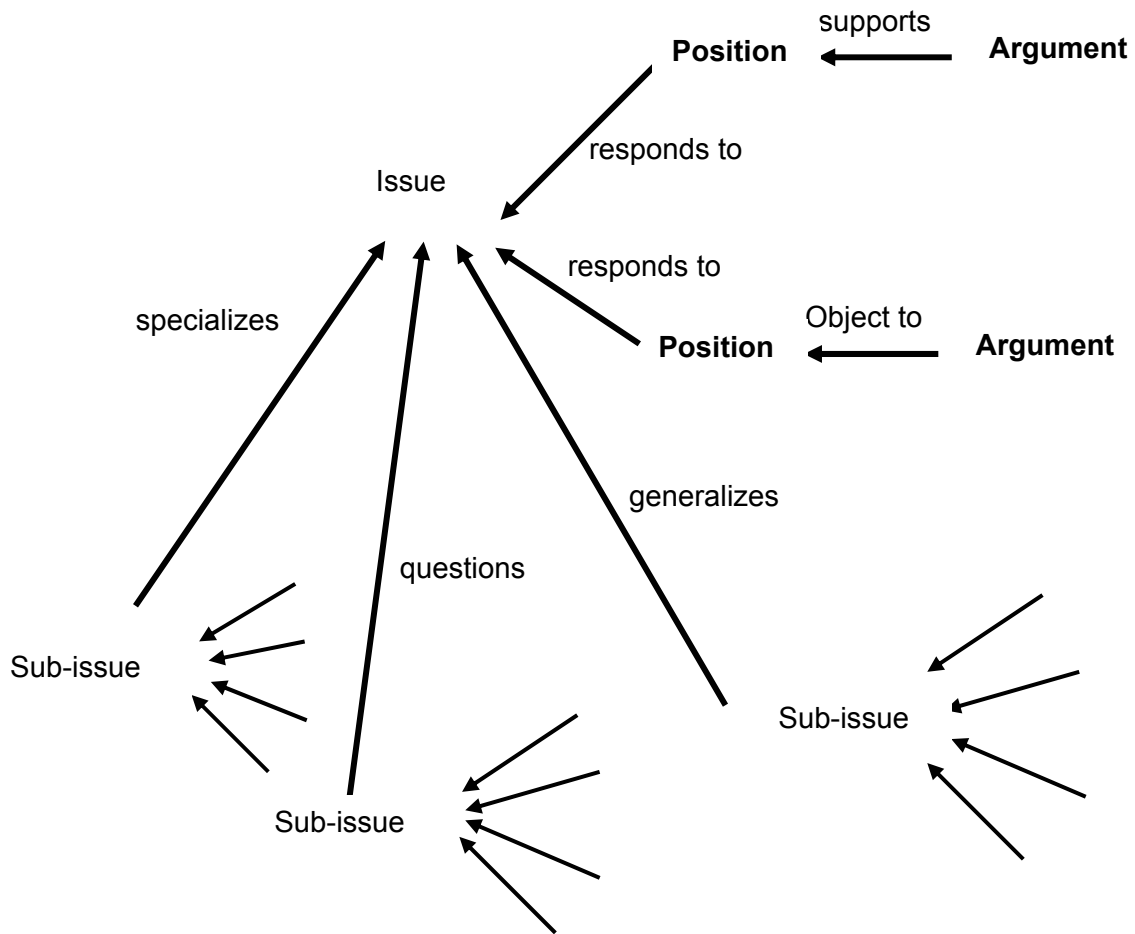 supports
Position
Argument
responds to
Issue
responds to
specializes
Object to
Position
Argument
generalizes
questions
Sub-issue
Sub-issue
Sub-issue